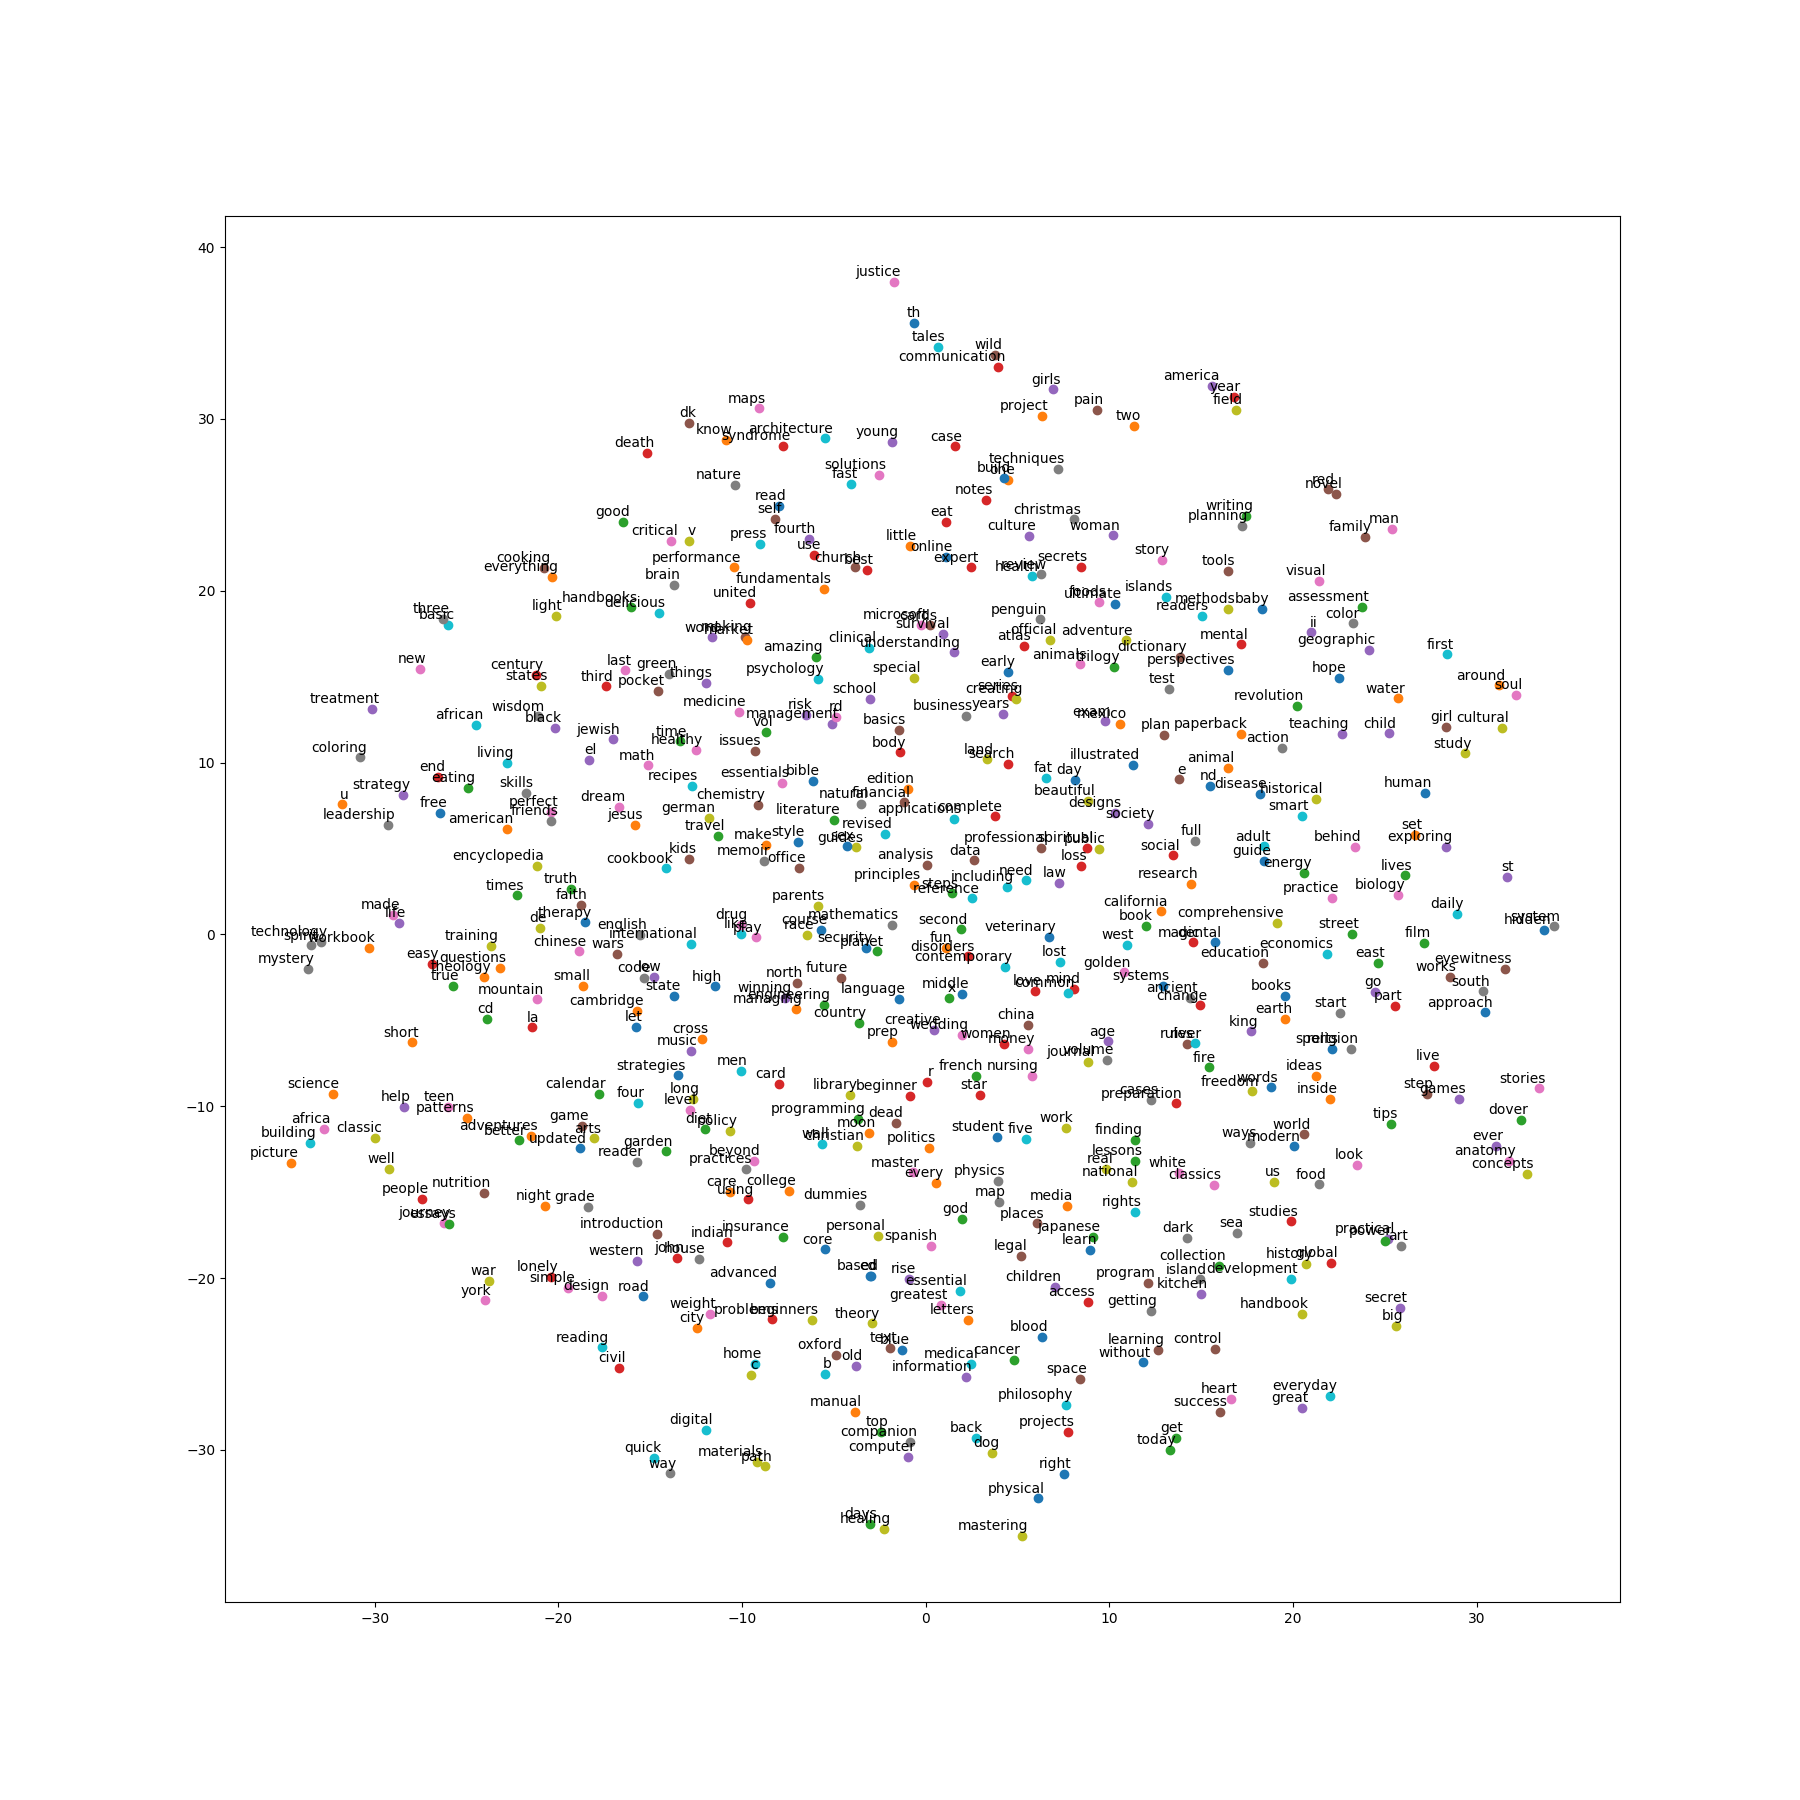 40
justice
th
tales
wild
communication
america
girls
year
maps
field
project
pain
30
dk
two
know
architecture
syndrome
young
case
death
techniques
solutions
build
one
nature
fast
red
novel
notes
read
self
writing
good
eat
christmas
planning
man
critical
v
fourth
culture
woman
family
press
little
use
online
story
cooking
performance
church
best
expert
secrets
tools
everything
health
review
visual
brain
fundamentals
20
united
islands
foods
ultimate
assessment
handbooks
delicious
readers
methods
baby
three
basic
light
microsoft
cards
penguin
color
survival
work
making
market
official
adventure
ii
clinical
understanding
atlas
mental
geographic
amazing
animals
trilogy
dictionary
first
new
last
green
early
perspectives
hope
century
states
third
things
psychology
special
test
around
pocket
series
creating
soul
treatment
medicine
school
revolution
water
wisdom
risk
rd
management
business
years
african
black
exam
mexico
girl
cultural
jewish
time
vol
basics
plan
paperback
teaching
child
healthy
issues
body
action
study
coloring
el
land
illustrated
living
math
search
animal
10
end
eating
recipes
essentials
bible
fat
day
e
nd
strategy
skills
edition
disease
human
u
chemistry
natural
financial
beautiful
historical
dream
perfect
free
friends
german
literature
applications
complete
designs
smart
leadership
american
jesus
society
travel
revised
set
make
style
guides
sex
professional
spiritual
public
full
adult
behind
exploring
kids
memoir
office
encyclopedia
cookbook
analysis
data
loss
social
guide
energy
lives
st
times
truth
principles
steps
including
need
law
research
practice
biology
faith
parents
reference
made
life
california
daily
de
therapy
english
drug
like
play
course
mathematics
second
book
comprehensive
street
hidden
system
0
technology
spirit
workbook
training
international
race
fun
veterinary
film
chinese
wars
security
planet
disorders
west
magic
dental
economics
mystery
easy
theology
questions
contemporary
lost
education
east
eyewitness
true
code
low
north
future
golden
works
small
high
love
common
mind
systems
go
south
mountain
state
winning
managing
engineering
language
middle
x
ancient
change
books
part
approach
cd
la
cambridge
let
country
creative
china
start
earth
short
cross
prep
wedding
women
money
age
king
music
journal
volume
rules
river
sports
religion
men
fire
live
science
calendar
strategies
card
r
french
nursing
freedom
words
ideas
stories
help
teen
four
long
level
library
beginner
star
cases
preparation
inside
step
games
−10
patterns
africa
game
diet
policy
programming
dead
work
tips
dover
building
classic
adventures
better
updated
arts
moon
wall
christian
student
five
finding
ways
modern
world
ever
picture
well
reader
garden
beyond
practices
politics
lessons
look
anatomy
concepts
people
nutrition
care
using
college
master
every
physics
real
national
white
classics
us
food
journey
essays
night
grade
dummies
map
media
rights
introduction
god
places
studies
indian
insurance
personal
spanish
japanese
dark
sea
practical
power
art
western
john
house
core
legal
learn
war
lonely
simple
advanced
based
ed
rise
collection
history
global
−20
york
design
road
essential
children
program
island
development
weight
problems
beginners
greatest
access
kitchen
city
theory
letters
getting
handbook
secret
big
reading
text
blue
blood
civil
home
oxford
old
medical
cancer
learning
control
c
b
information
space
without
manual
philosophy
heart
everyday
digital
success
great
top
companion
back
projects
get
−30
quick
materials
computer
dog
today
way
path
right
physical
days
healing
mastering
−30
−20
−10
0
10
20
30